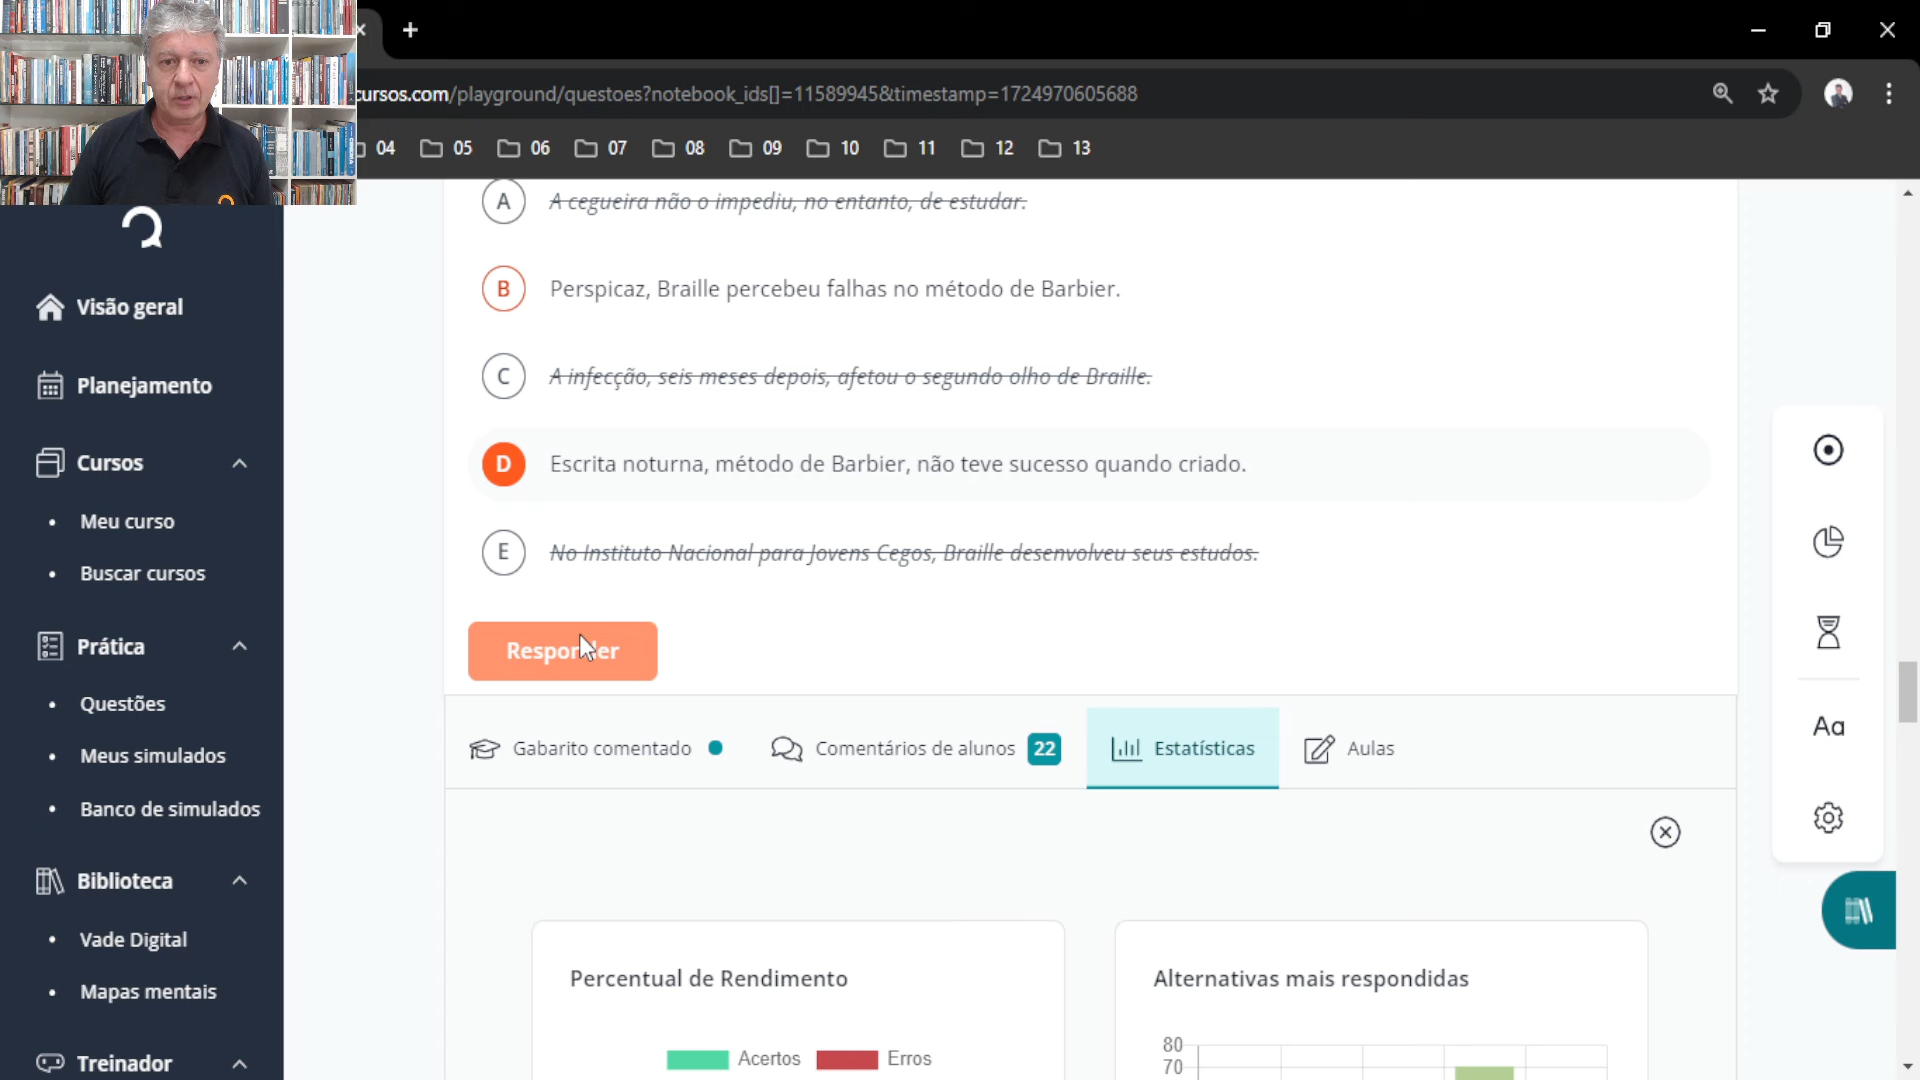 cursos.com/playground/questoes?notebook_ids[]=11589945&timestamp=1724970605688
04 05 06 07 08 09 10 11 12 13
A A cegueira não o impediu, no entanto, de estudar.
B Perspicaz, Braille percebeu falhas no método de Barbier.
C A infecção, seis meses depois, afetou o segundo olho de Braille.
D Escrita noturna, método de Barbier, não teve sucesso quando criado.
E No Instituto Nacional para Jovens Cegos, Braille desenvolveu seus estudos.
Responder
Gabarito comentado
Comentários de alunos 22
Estatísticas
Aulas
Percentual de Rendimento
Acertos Erros
Alternativas mais respondidas
80
70
Visão geral
Planejamento
Cursos
• Meu curso
• Buscar cursos
Prática
• Questões
• Meus simulados
• Banco de simulados
Biblioteca
• Vade Digital
• Mapas mentais
Treinador
Aa